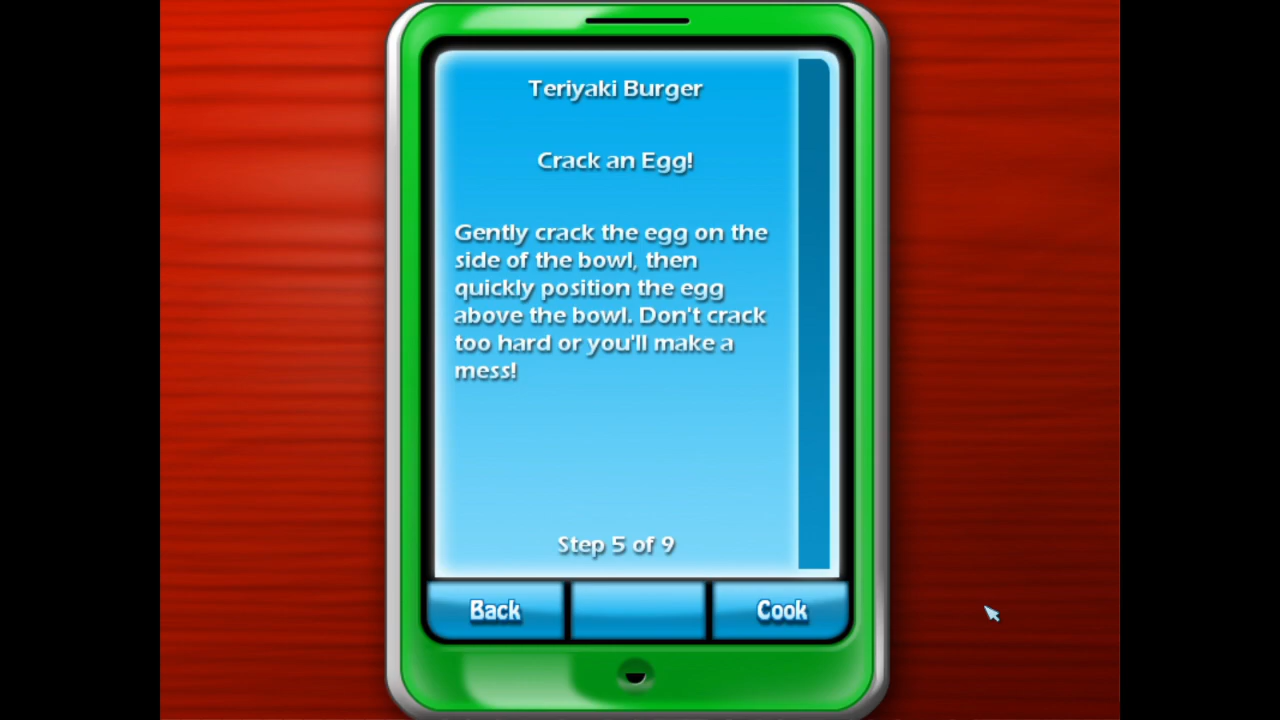 Teriyaki Burger
Crack an Egg!
Gently crack the egg on the
side of the bowl, then
quickly position the egg
above the bowl. Don't crack
too hard or you'll make a
mess!
Step 5 of 9
Back
Cook